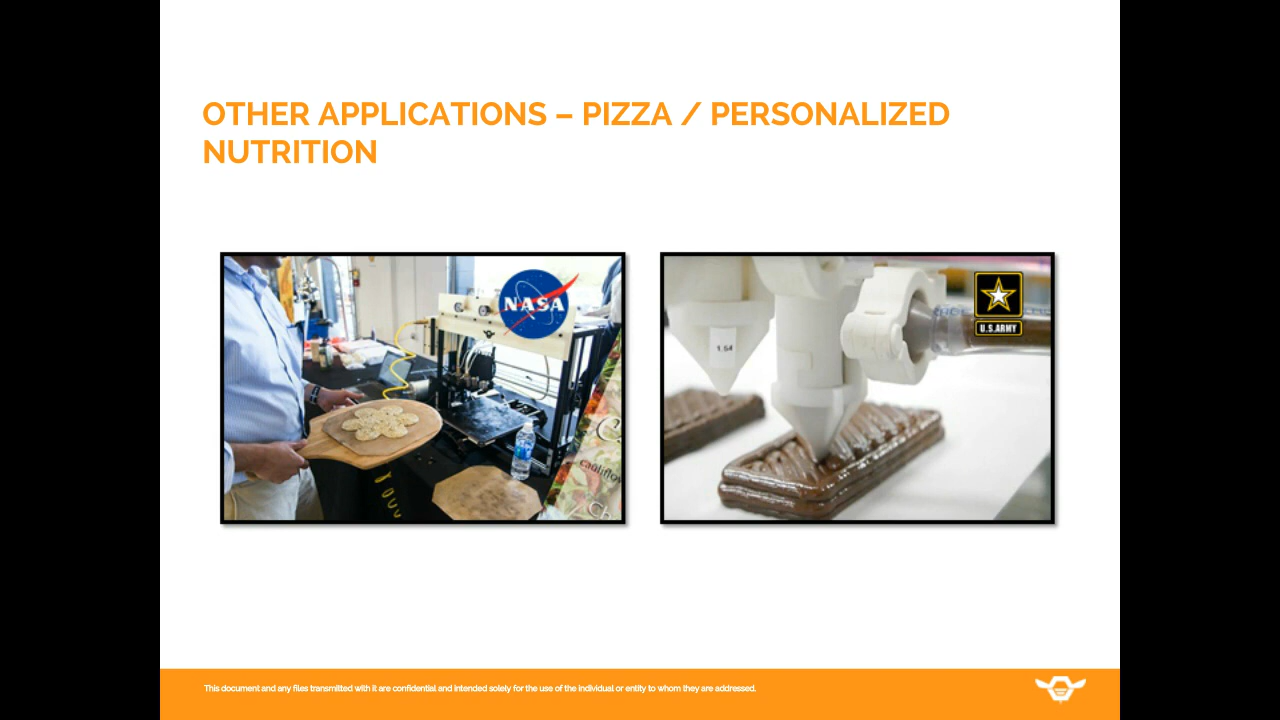 OTHER APPLICATIONS – PIZZA / PERSONALIZED
NUTRITION
NASA
U.S.ARMY
This document and any files transmitted with it are confidential and intended solely for the use of the individual or entity to whom they are addressed.